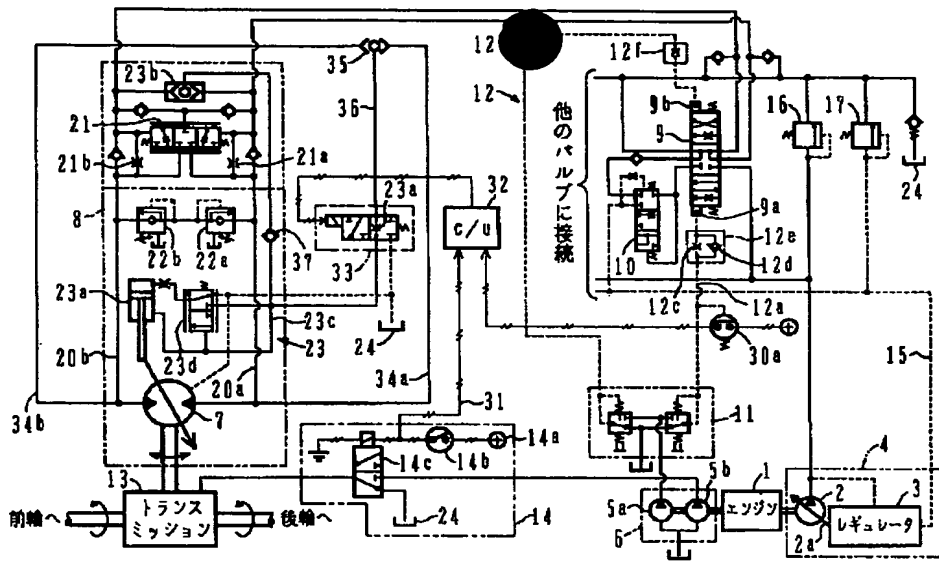 12
12f
35
23b
36
12
9b
16
17
9
21
他のバルブに接続
21b
21a
24
32
23a
C/U
8
9a
10
12e
22b
22a
37
33
12c
12d
23a
12a
30a
23d
23c
24
23
15
20b
20a
34a
34b
7
31
11
4
14a
14b
13
14c
5b
1
2
3
前輪へ
トランスミッション
後輪へ
24
14
5a
6
エンジン
レギュレータ
2a